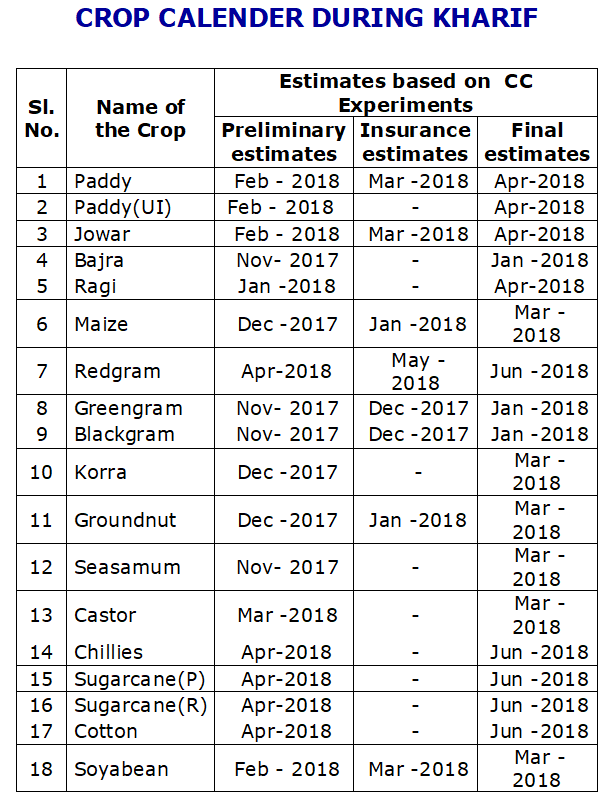 CROP CALENDER DURING KHARIF
Sl. No. Name of the Crop Estimates based on CC Experiments
Preliminary estimates Insurance estimates Final estimates
1 Paddy Feb - 2018 Mar -2018 Apr-2018
2 Paddy(UI) Feb - 2018 - Apr-2018
3 Jowar Feb - 2018 Mar -2018 Apr-2018
4 Bajra Nov- 2017 - Jan -2018
5 Ragi Jan -2018 - Apr-2018
6 Maize Dec -2017 Jan -2018 Mar - 2018
7 Redgram Apr-2018 May - 2018 Jun -2018
8 Greengram Nov- 2017 Dec -2017 Jan -2018
9 Blackgram Nov- 2017 Dec -2017 Jan -2018
10 Korra Dec -2017 - Mar - 2018
11 Groundnut Dec -2017 Jan -2018 Mar - 2018
12 Seasamum Nov- 2017 - Mar - 2018
13 Castor Mar -2018 - Mar - 2018
14 Chillies Apr-2018 - Jun -2018
15 Sugarcane(P) Apr-2018 - Jun -2018
16 Sugarcane(R) Apr-2018 - Jun -2018
17 Cotton Apr-2018 - Jun -2018
18 Soyabean Feb - 2018 Mar -2018 Mar - 2018